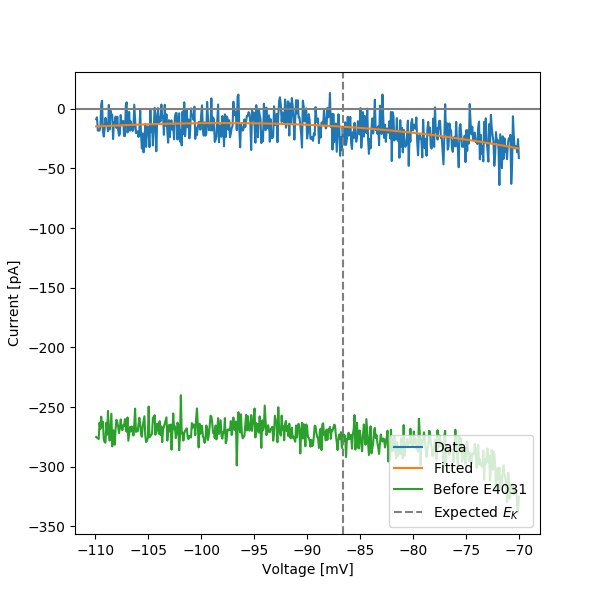 0
−50
−100
−150
−200
−250
−300
−350
Current [pA]
Data
Fitted
Before E4031
Expected $E_K$
−110
−105
−100
−95
−90
−85
−80
−75
−70
Voltage [mV]